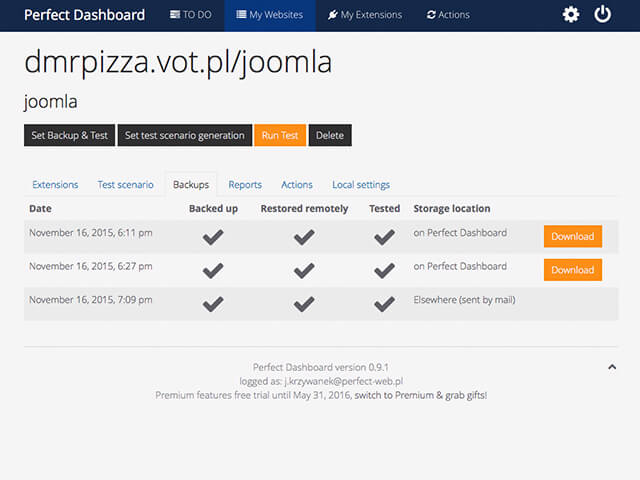 Perfect Dashboard TO DO My Websites My Extensions Actions
dmrpizza.vot.pl/joomla
joomla
Set Backup & Test Set test scenario generation Run Test Delete
Extensions Test scenario Backups Reports Actions Local settings
Date Backed up Restored remotely Tested Storage location
November 16, 2015, 6:11 pm on Perfect Dashboard Download
November 16, 2015, 6:27 pm on Perfect Dashboard Download
November 16, 2015, 7:09 pm Elsewhere (sent by mail)
Perfect Dashboard version 0.9.1
logged as: j.krzywanek@perfect-web.pl
Premium features free trial until May 31, 2016, switch to Premium & grab gifts!